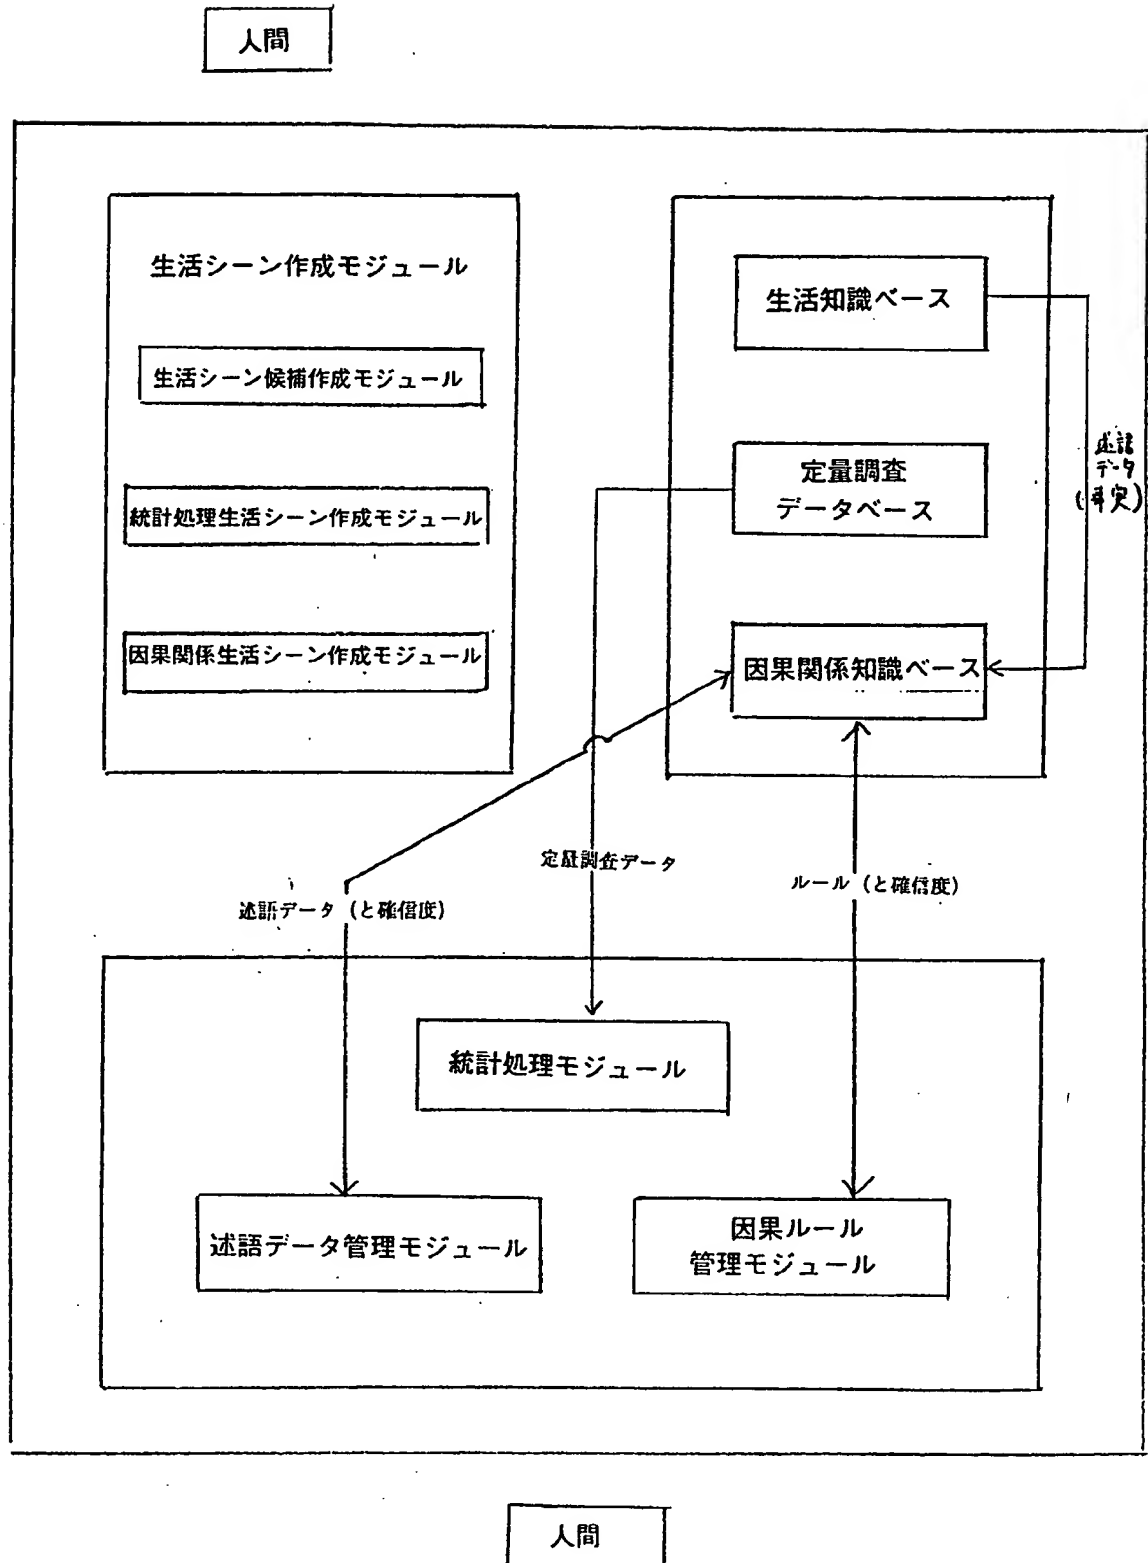 人間
生活シーン作成モジュール
生活シーン候補作成モジュール
統計処理生活シーン作成モジュール
因果関係生活シーン作成モジュール
生活知識ベース
定量調査
データベース
因果関係知識ベース
述語
データ
(事実)
述語データ (と確信度)
定量調査データ
ルール (と確信度)
統計処理モジュール
述語データ管理モジュール
因果ルール
管理モジュール
人間